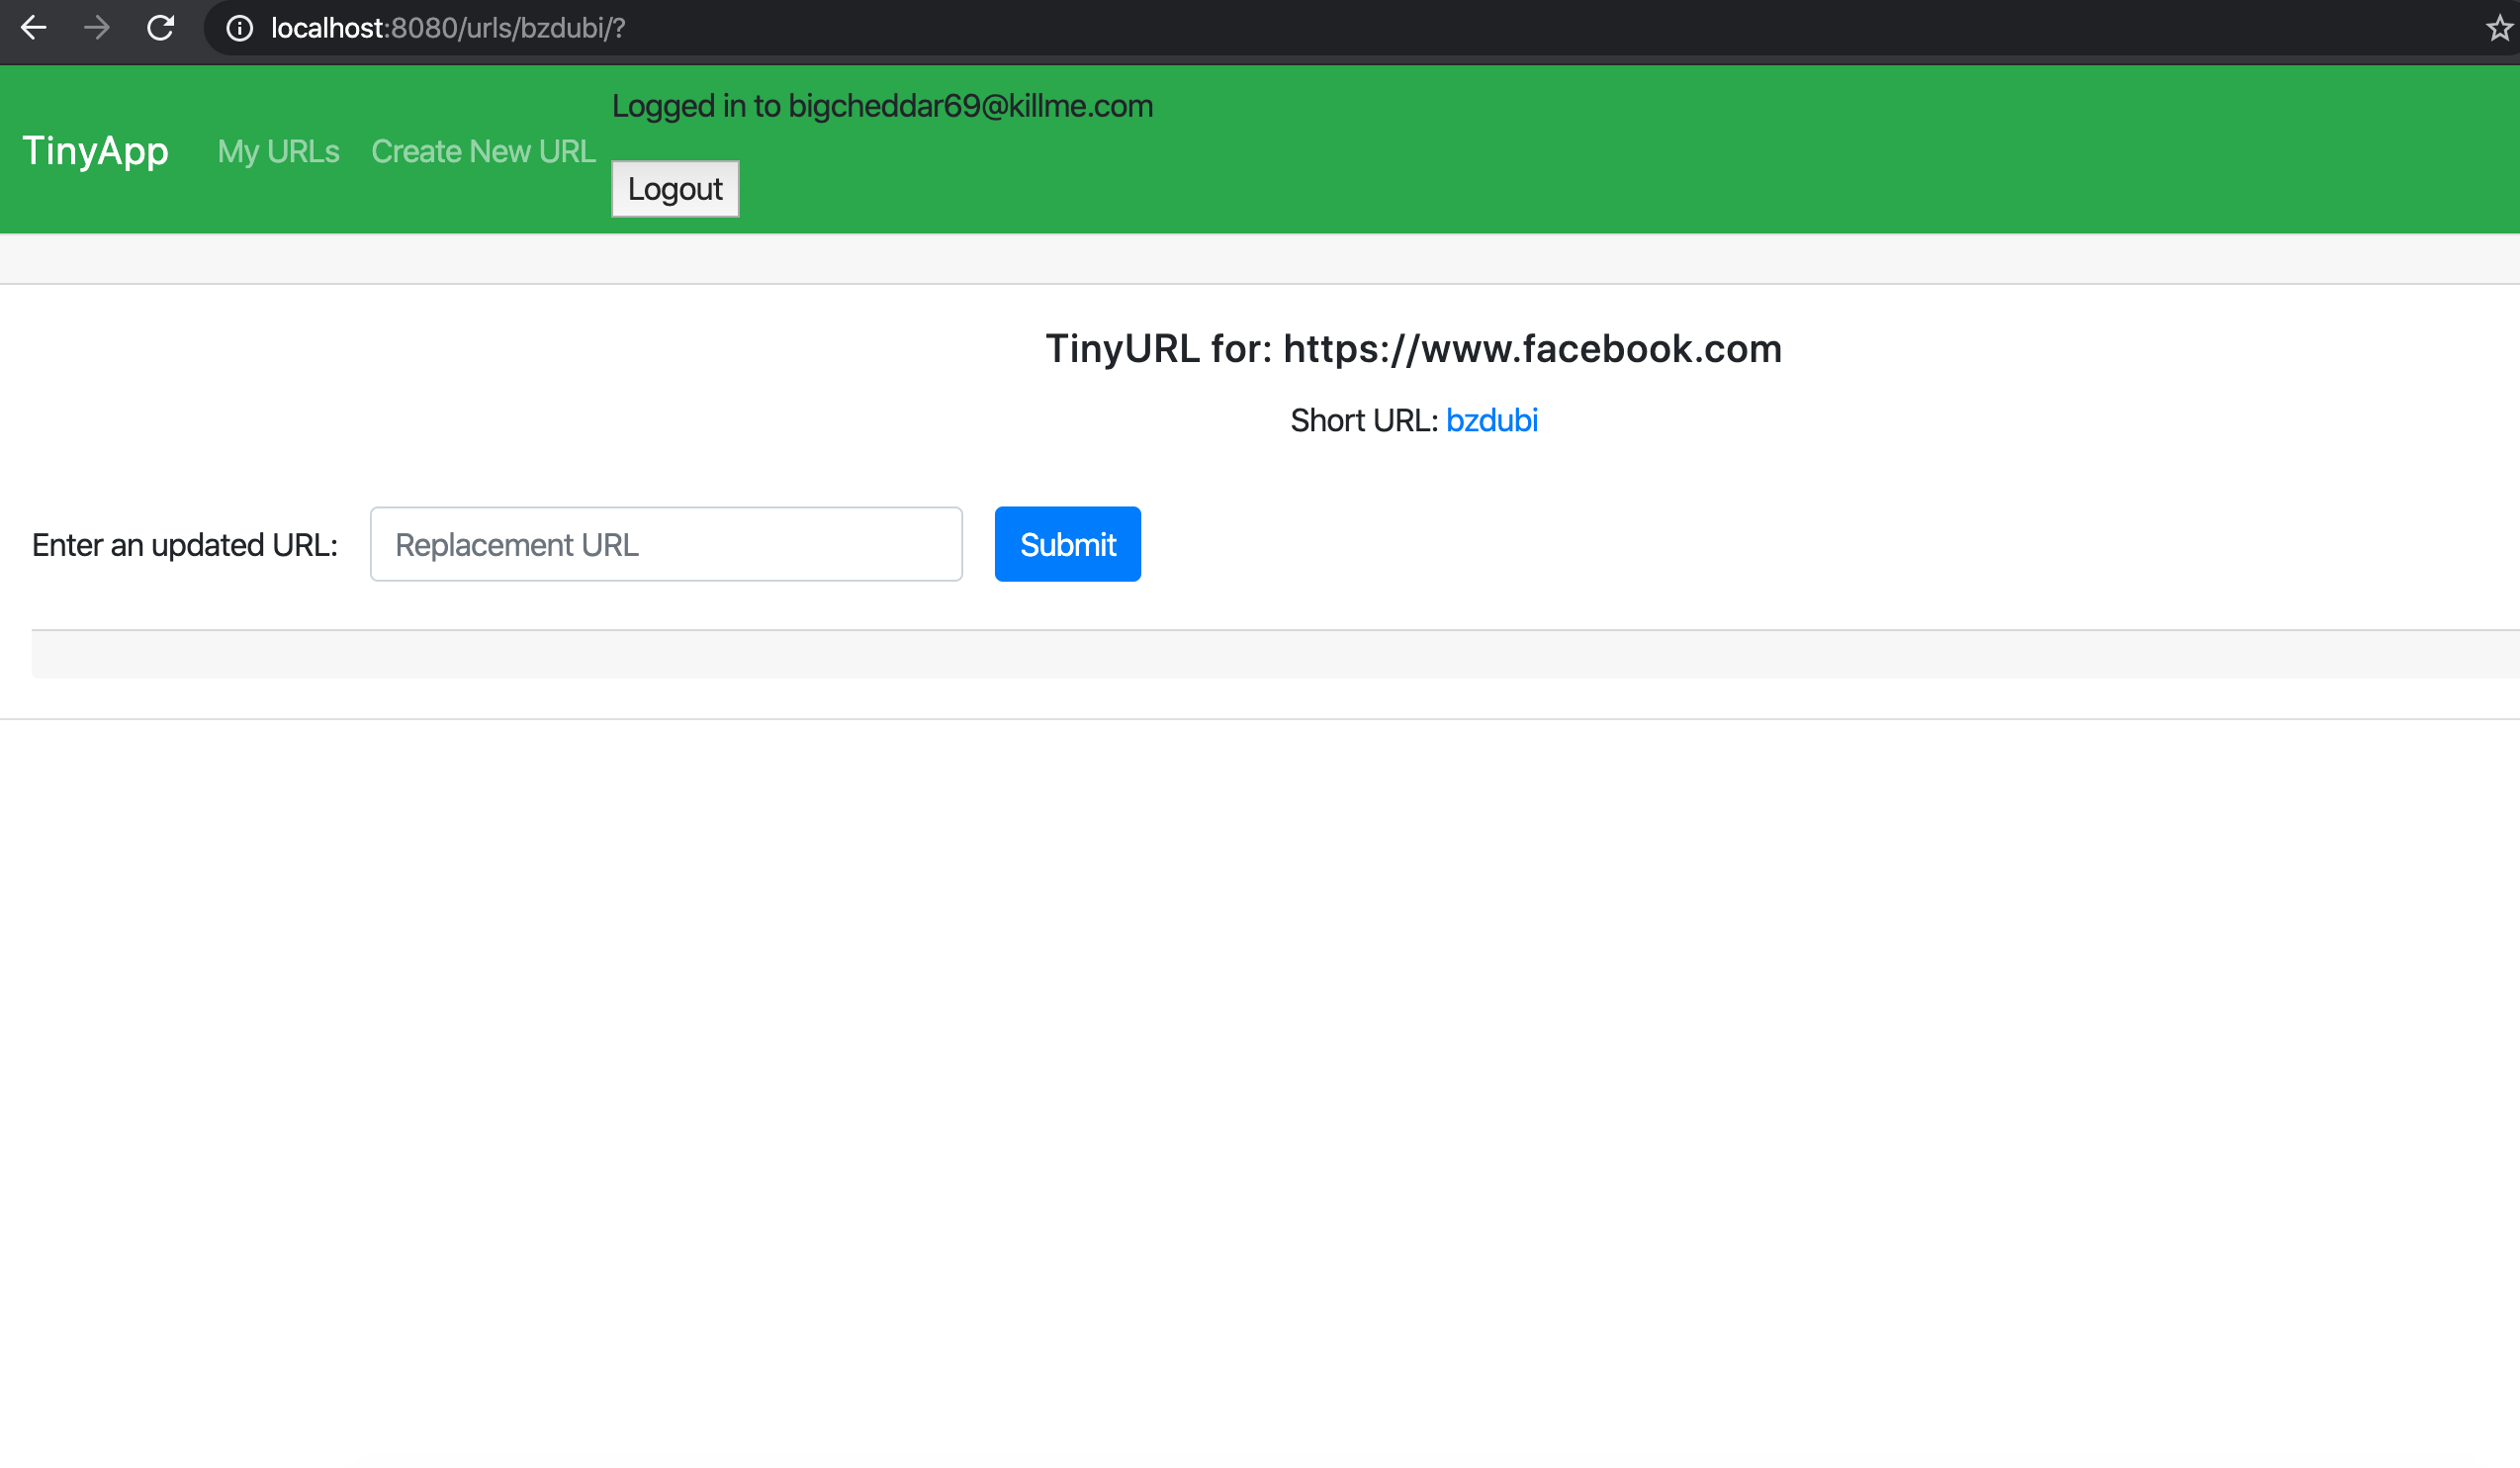 localhost:8080/urls/bzdubi/?
Logged in to bigcheddar69@killme.com
TinyApp My URLs Create New URL
Logout
TinyURL for: https://www.facebook.com
Short URL: bzdubi
Enter an updated URL: Replacement URL Submit